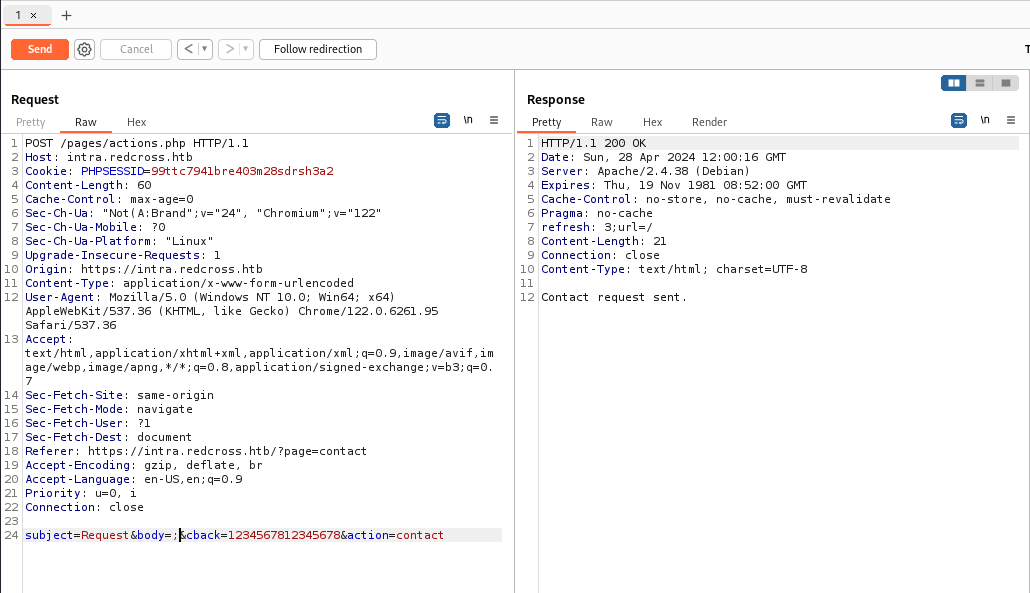 1 ×
+
Send
Cancel
<
>
Follow redirection
T
Request
Pretty
Raw
Hex
\n
1 POST /pages/actions.php HTTP/1.1
2 Host: intra.redcross.htb
3 Cookie: PHPSESSID=99ttc7941bre403m28sdrsh3a2
4 Content-Length: 60
5 Cache-Control: max-age=0
6 Sec-Ch-Ua: "Not(A:Brand";v="24", "Chromium";v="122"
7 Sec-Ch-Ua-Mobile: ?0
8 Sec-Ch-Ua-Platform: "Linux"
9 Upgrade-Insecure-Requests: 1
10 Origin: https://intra.redcross.htb
11 Content-Type: application/x-www-form-urlencoded
12 User-Agent: Mozilla/5.0 (Windows NT 10.0; Win64; x64)
AppleWebKit/537.36 (KHTML, like Gecko) Chrome/122.0.6261.95
Safari/537.36
13 Accept:
text/html,application/xhtml+xml,application/xml;q=0.9,image/avif,im
age/webp,image/apng,*/*;q=0.8,application/signed-exchange;v=b3;q=0.
7
14 Sec-Fetch-Site: same-origin
15 Sec-Fetch-Mode: navigate
16 Sec-Fetch-User: ?1
17 Sec-Fetch-Dest: document
18 Referer: https://intra.redcross.htb/?page=contact
19 Accept-Encoding: gzip, deflate, br
20 Accept-Language: en-US,en;q=0.9
21 Priority: u=0, i
22 Connection: close
23
24 subject=Request&body=;&cback=1234567812345678&action=contact
Response
Pretty
Raw
Hex
Render
\n
1 HTTP/1.1 200 OK
2 Date: Sun, 28 Apr 2024 12:00:16 GMT
3 Server: Apache/2.4.38 (Debian)
4 Expires: Thu, 19 Nov 1981 08:52:00 GMT
5 Cache-Control: no-store, no-cache, must-revalidate
6 Pragma: no-cache
7 refresh: 3;url=/
8 Content-Length: 21
9 Connection: close
10 Content-Type: text/html; charset=UTF-8
11
12 Contact request sent.